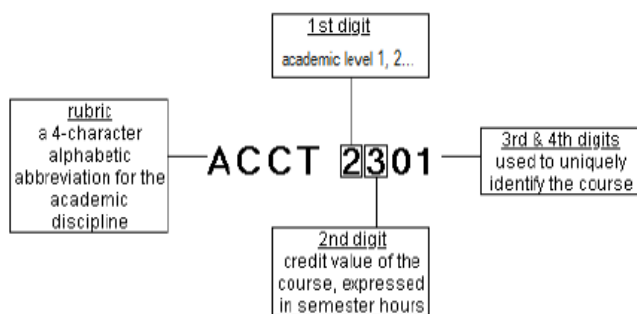 1st digit
academic level 1, 2...
rubric
a 4-character
alphabetic
abbreviation for the
academic
discipline
ACCT 2301
3rd & 4th digits
used to uniquely
identify the course
2nd digit
credit value of the
course, expressed
in semester hours